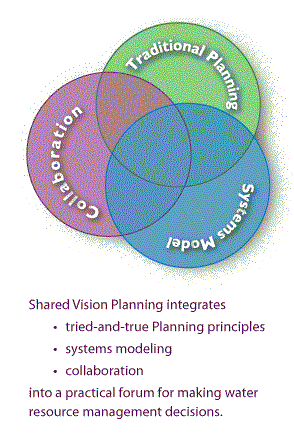 Traditional Planning
Collaboration
Systems Model
Shared Vision Planning integrates
• tried-and-true Planning principles
• systems modeling
• collaboration
into a practical forum for making water
resource management decisions.